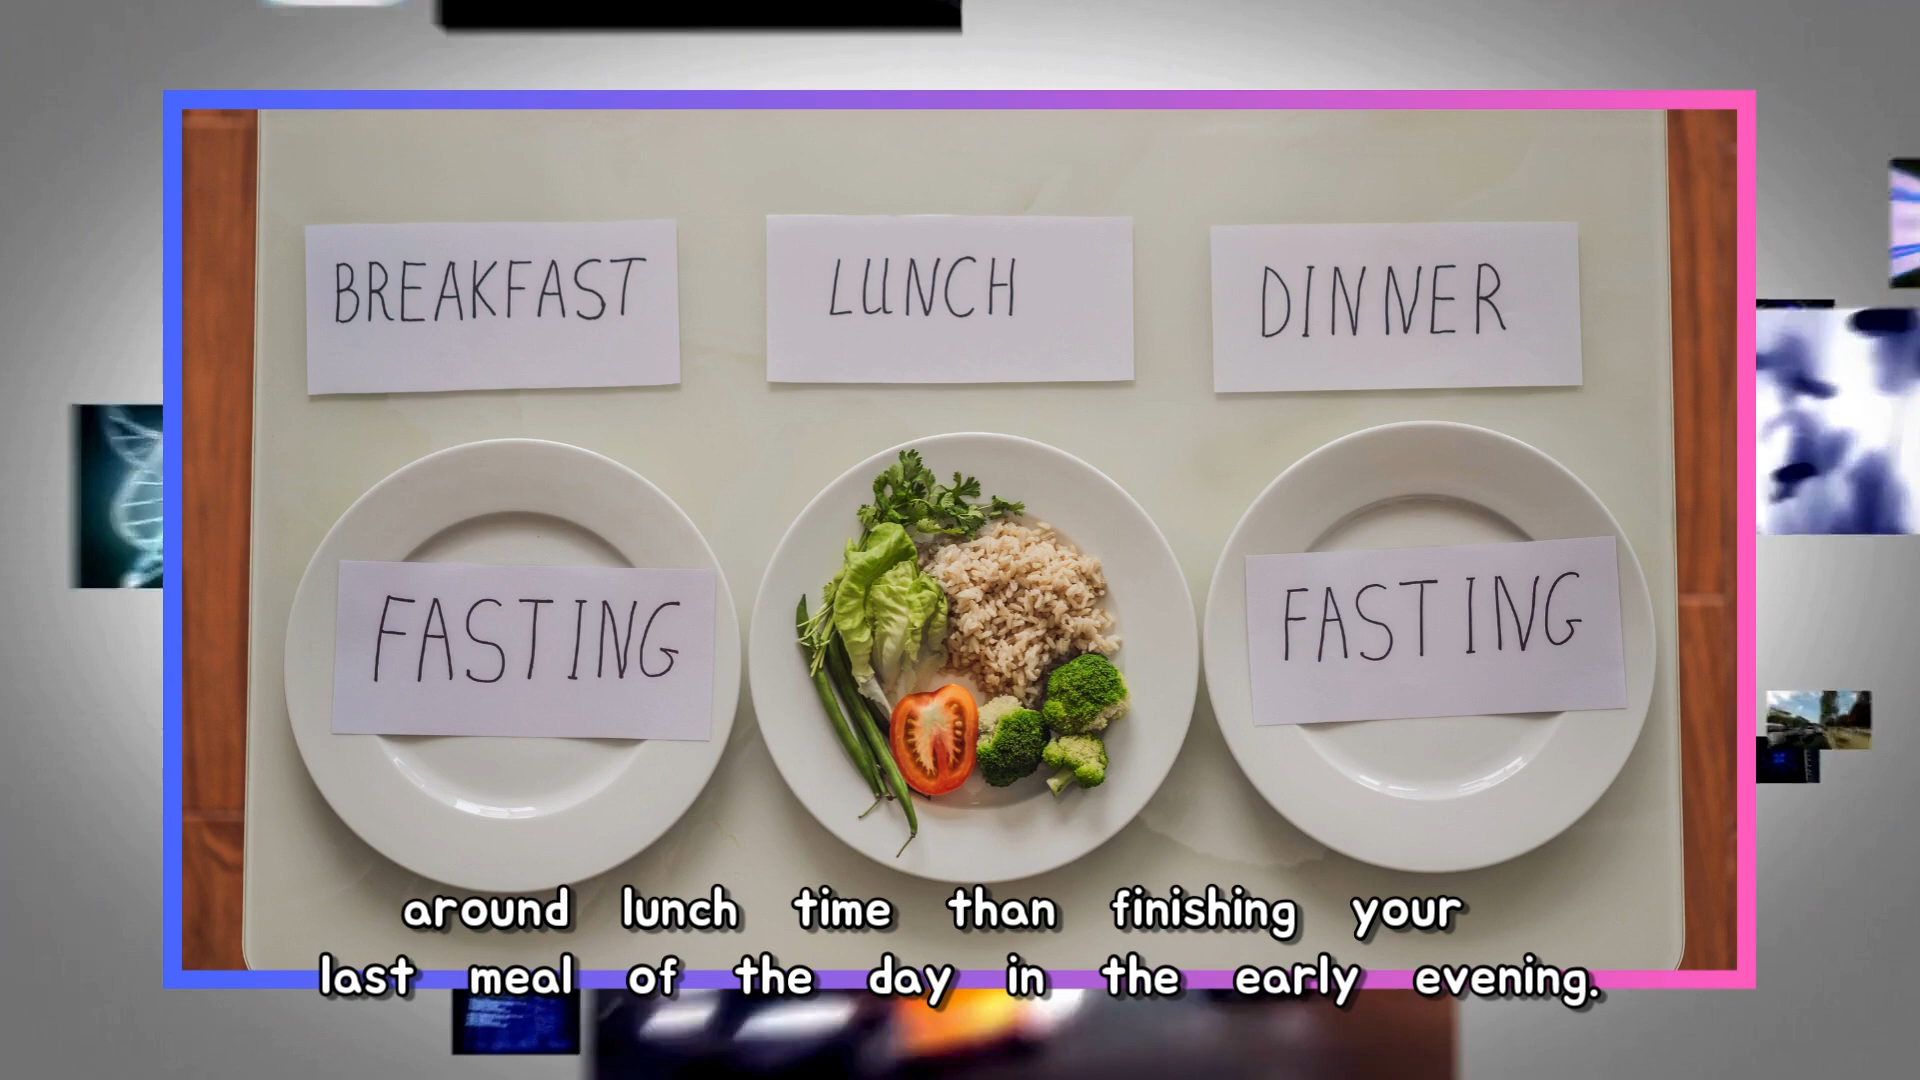 BREAKFAST
LUNCH
DINNER
FASTING
FASTING
around lunch time than finishing your
last meal of the day in the early evening.